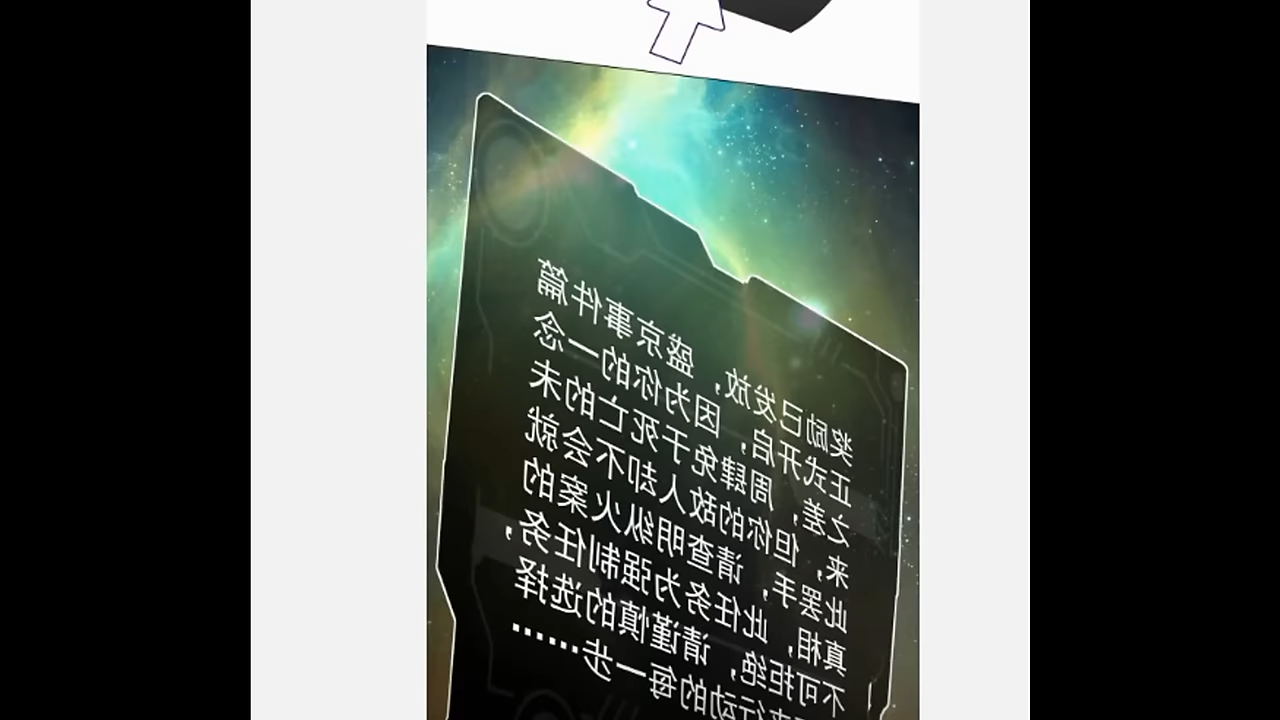 奖励已发放，盛京事件篇
正式开启，因为你的一念
之差，周肆免于死亡的未
来，但你的敌人却不会就
此罢手，请查明纵火案的
真相，此任务为强制任务，
不可拒绝，请谨慎的选择
来行动的每一步……